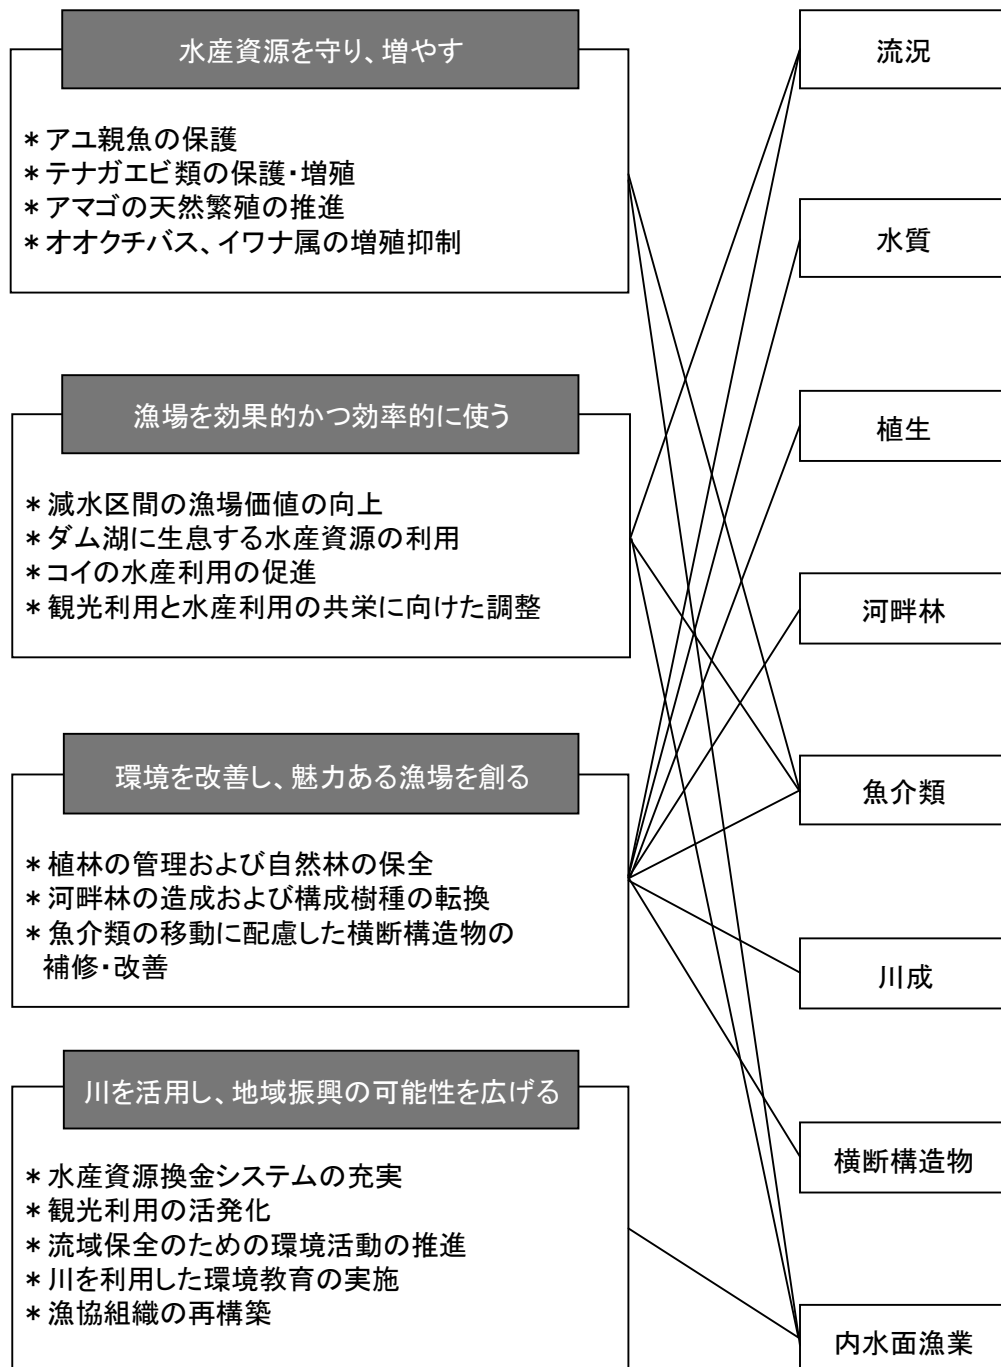 水産資源を守り、増やす
＊アユ親魚の保護
＊テナガエビ類の保護・増殖
＊アマゴの天然繁殖の推進
＊オオクチバス、イワナ属の増殖抑制
漁場を効果的かつ効率的に使う
＊減水区間の漁場価値の向上
＊ダム湖に生息する水産資源の利用
＊コイの水産利用の促進
＊観光利用と水産利用の共栄に向けた調整
環境を改善し、魅力ある漁場を創る
＊植林の管理および自然林の保全
＊河畔林の造成および構成樹種の転換
＊魚介類の移動に配慮した横断構造物の
補修・改善
川を活用し、地域振興の可能性を広げる
＊水産資源換金システムの充実
＊観光利用の活発化
＊流域保全のための環境活動の推進
＊川を利用した環境教育の実施
＊漁協組織の再構築
流況
水質
植生
河畔林
魚介類
川成
横断構造物
内水面漁業